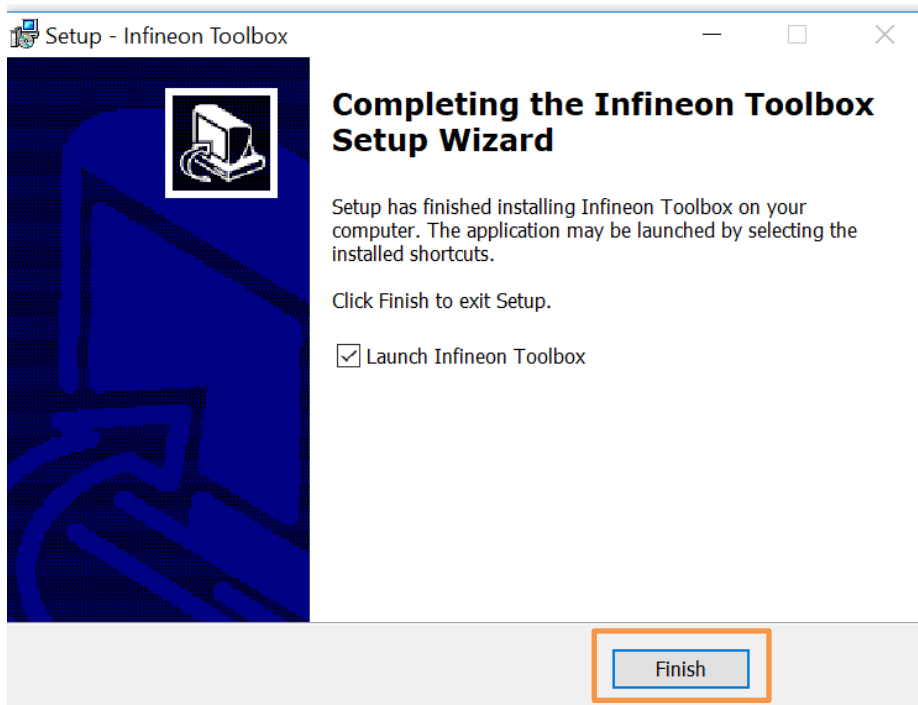 Setup - Infineon Toolbox
Completing the Infineon Toolbox
Setup Wizard
Setup has finished installing Infineon Toolbox on your
computer. The application may be launched by selecting the
installed shortcuts.
Click Finish to exit Setup.
Launch Infineon Toolbox
Finish